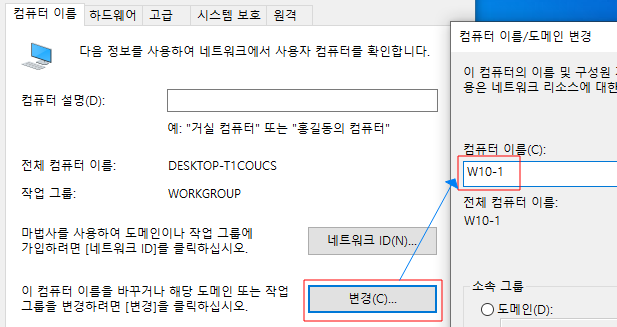 컴퓨터 이름
하드웨어
고급
시스템 보호
원격
다음 정보를 사용하여 네트워크에서 사용자 컴퓨터를 확인합니다.
컴퓨터 설명(D):
예: "거실 컴퓨터" 또는 "홍길동의 컴퓨터"
전체 컴퓨터 이름:
DESKTOP-T1COUCS
작업 그룹:
WORKGROUP
마법사를 사용하여 도메인이나 작업 그룹에
가입하려면 [네트워크 ID]를 클릭하십시오.
네트워크 ID(N)...
이 컴퓨터 이름을 바꾸거나 해당 도메인 또는 작업
그룹을 변경하려면 [변경]을 클릭하십시오.
변경(C)...
컴퓨터 이름/도메인 변경
이 컴퓨터의 이름 및 구성원
용은 네트워크 리소스에 대한
컴퓨터 이름(C):
W10-1
전체 컴퓨터 이름:
W10-1
소속 그룹
도메인(D):